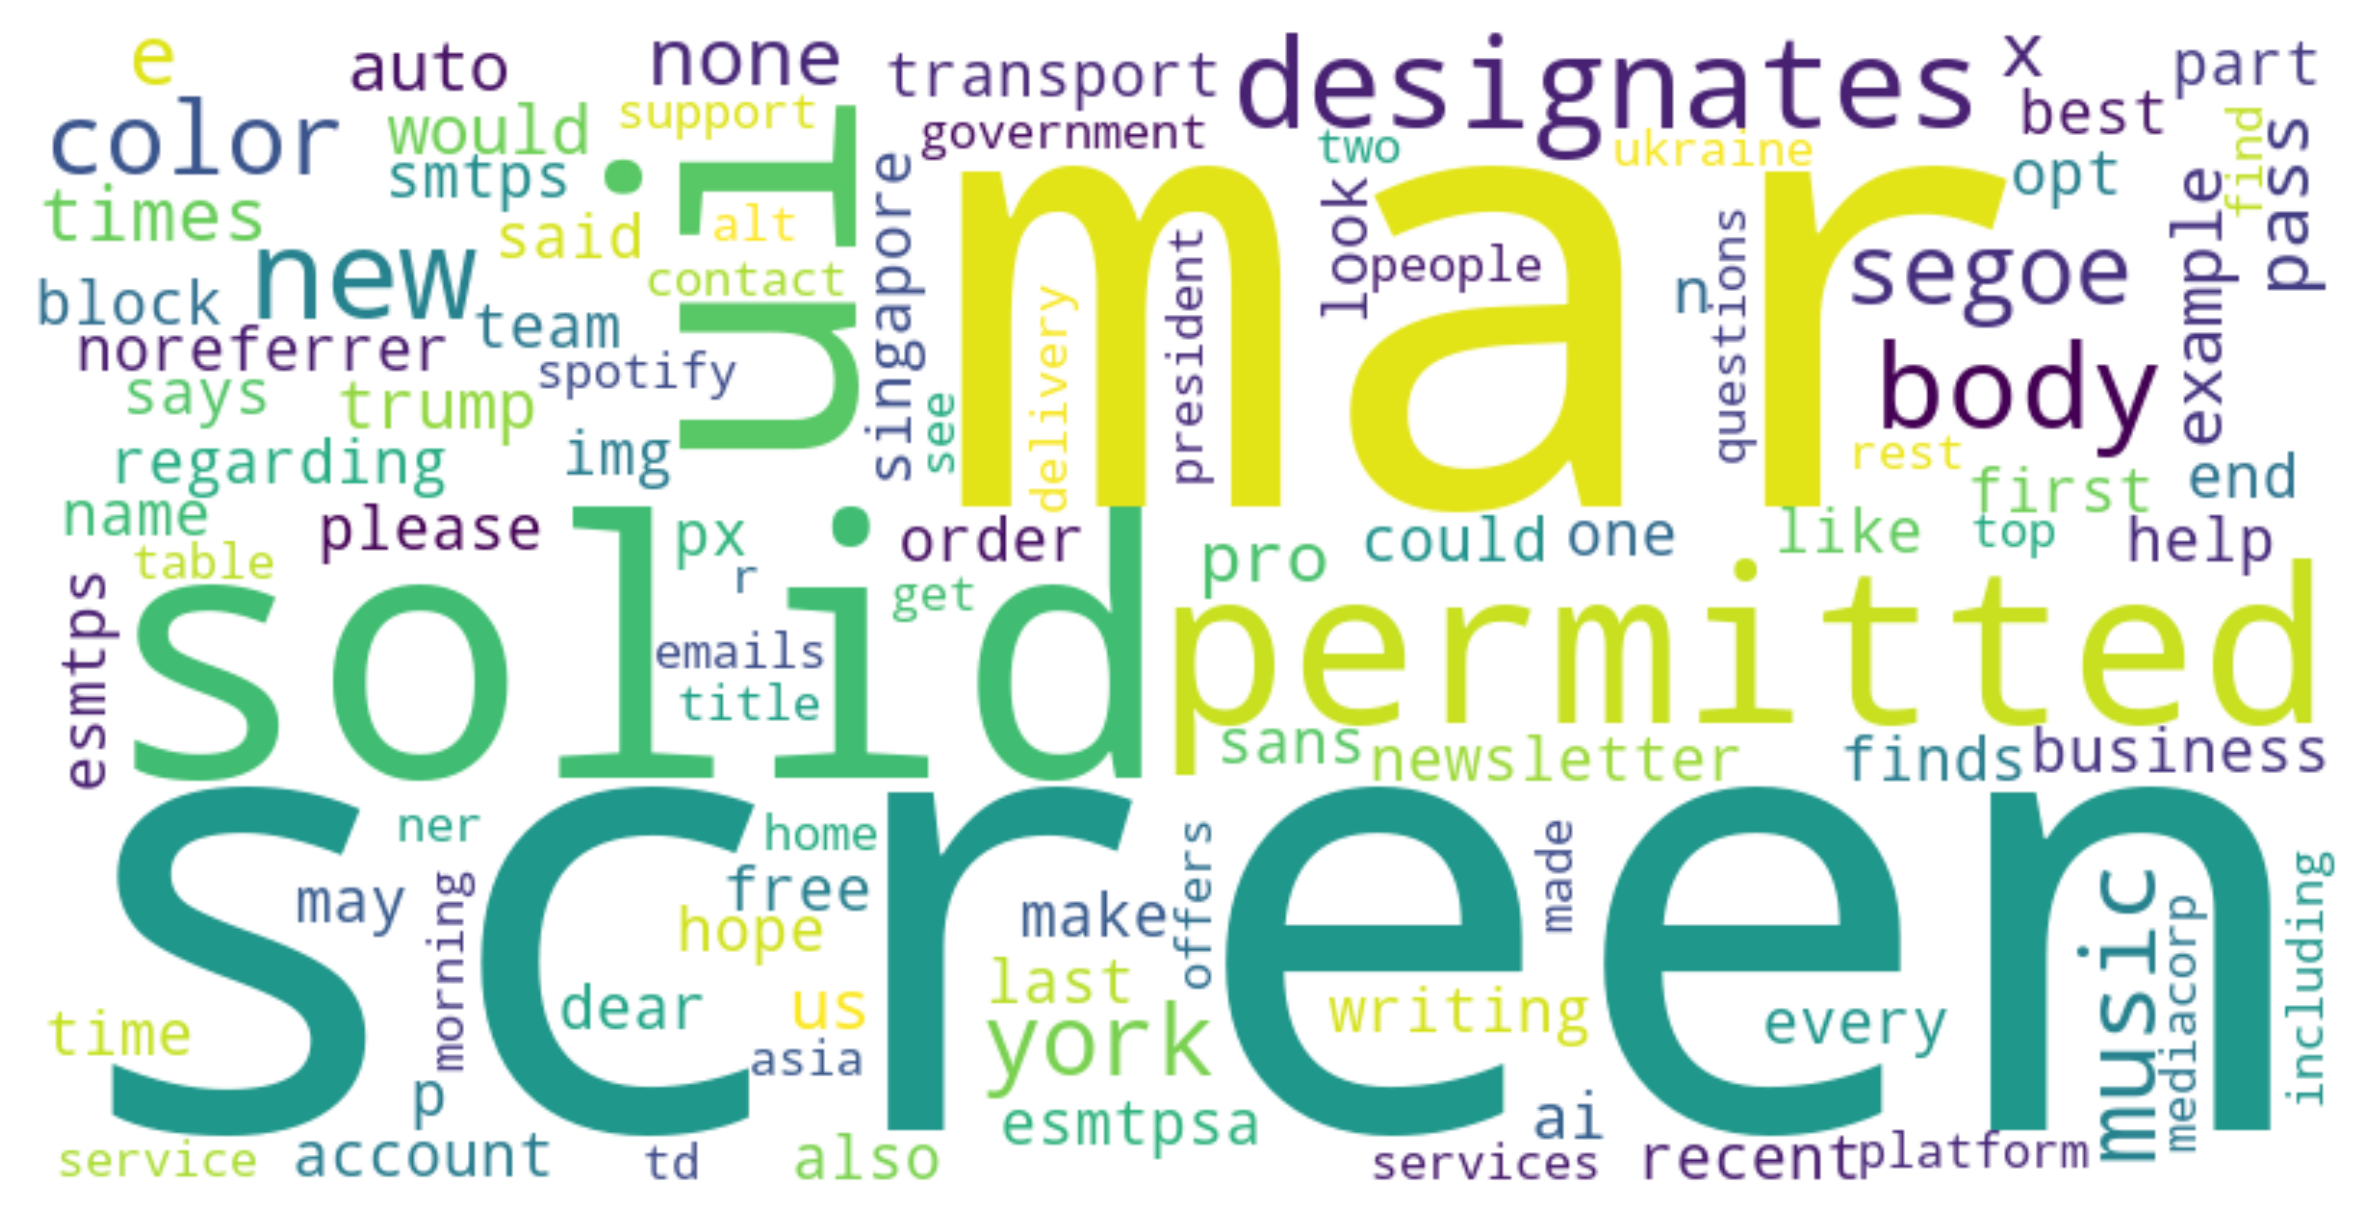 e
auto
none
transport
designates
x
part
color
would
support
government
two
ukraine
best
find
smtps
ui
singapore
mar
opt
pass
times
said
alt
look
example
new
contact
president
people
questions
segoe
block
team
delivery
n
noreferrer
spotify
see
body
says
trump
regarding
img
rest
first
end
name
please
px
order
could
one
like
top
help
table
r
get
pro
solid
permitted
esmtps
emails
title
sans
newsletter
finds
business
ner
home
screen
offers
made
may
morning
free
hope
make
music
mediacorp
including
time
dear
us
last
writing
every
asia
york
p
esmtpsa
ai
service
account
td
also
services
recent
platform